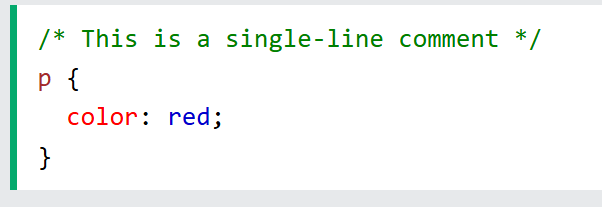 /* This is a single-line comment */
p {
  color: red;
}